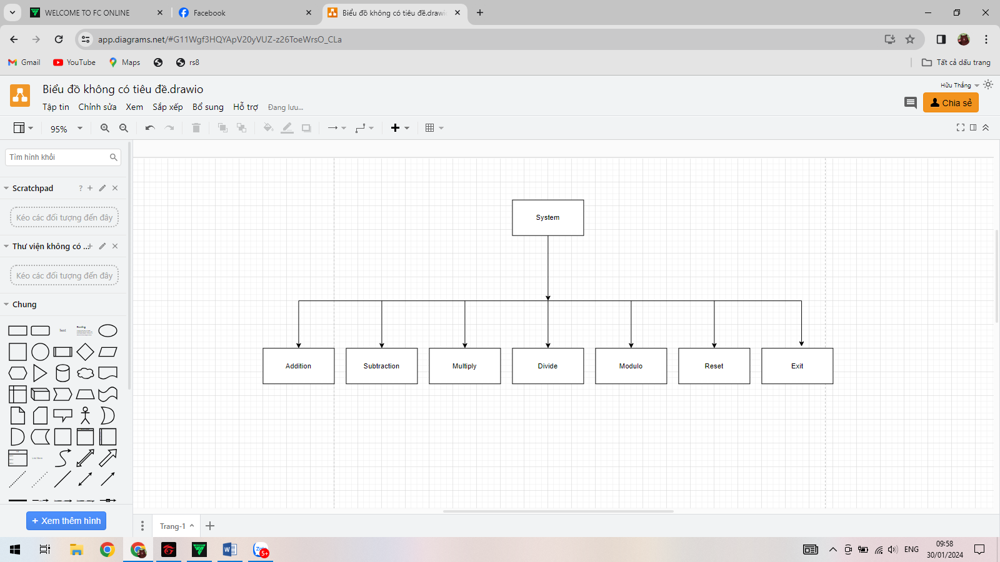 WELCOME TO FC ONLINE
Facebook
Biểu đồ không có tiêu đề.drawio
app.diagrams.net/#G11Wgf3HQYApV20yVUZ-z26ToeWrsO_CLa
Gmail
YouTube
Maps
rs8
Tất cả dấu trang
Biểu đồ không có tiêu đề.drawio
Hữu Thắng
Tập tin
Chỉnh sửa
Xem
Sắp xếp
Bổ sung
Hỗ trợ
Đang lưu...
Chia sẻ
95%
Tìm hình khối
Scratchpad
?
Kéo các đối tượng đến đây
Thư viện không có ...
Kéo các đối tượng đến đây
Chung
Text
Heading
System
Addition
Subtraction
Multiply
Divide
Modulo
Reset
Exit
+ Xem thêm hình
Trang-1
5+
ENG
09:58
30/01/2024